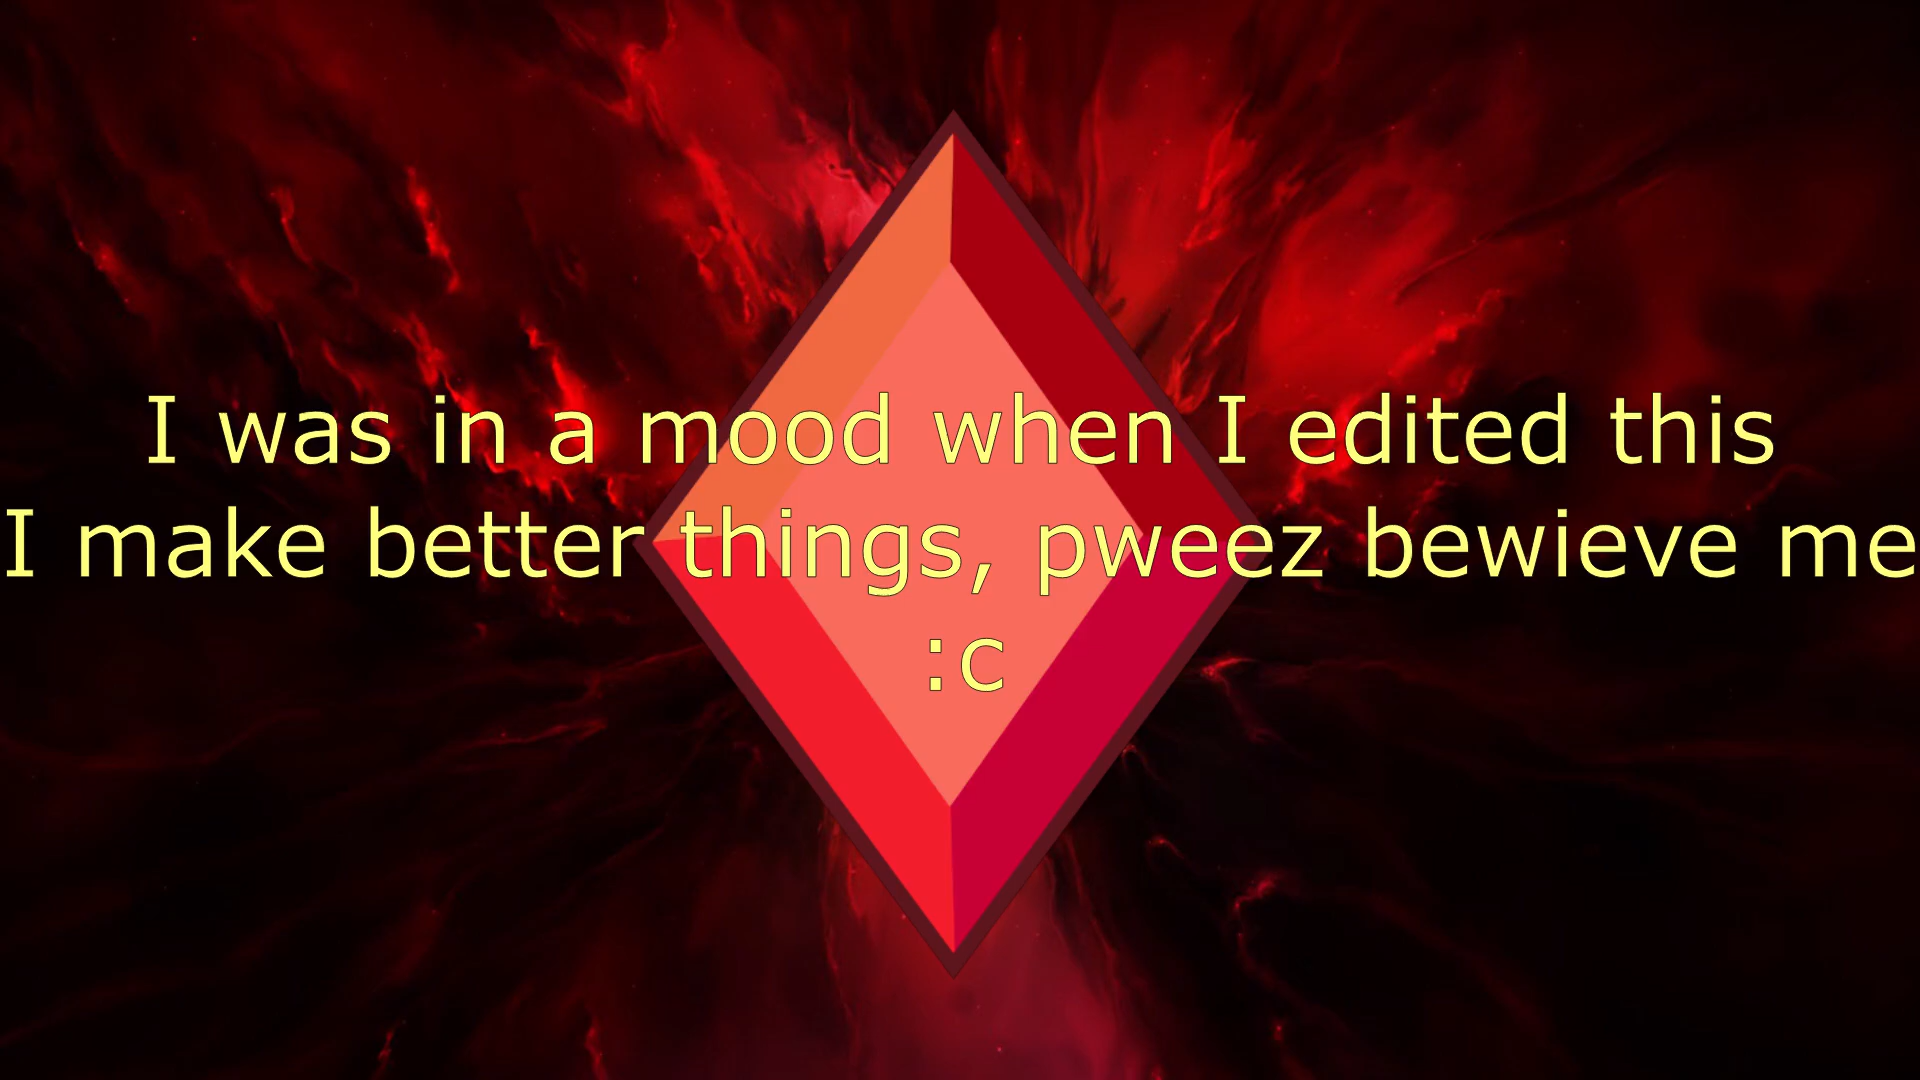 I was in a mood when I edited this
I make better things, pweez bewieve me
:c